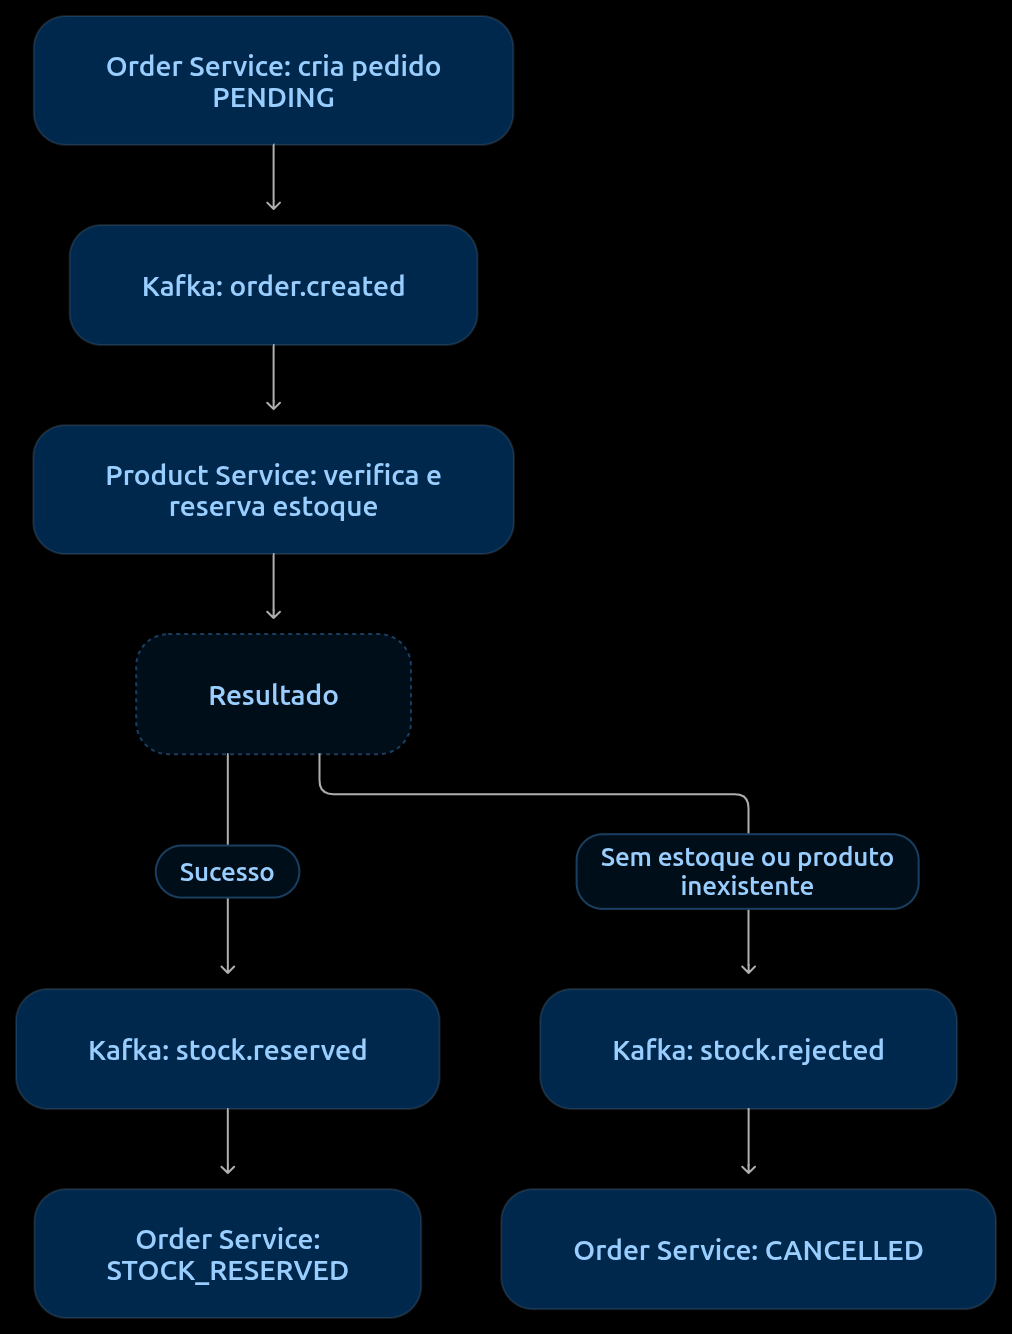 Order Service: cria pedido
PENDING
Kafka: order.created
Product Service: verifica e
reserva estoque
Resultado
Sucesso
Sem estoque ou produto
inexistente
Kafka: stock.reserved
Kafka: stock.rejected
Order Service:
STOCK_RESERVED
Order Service: CANCELLED